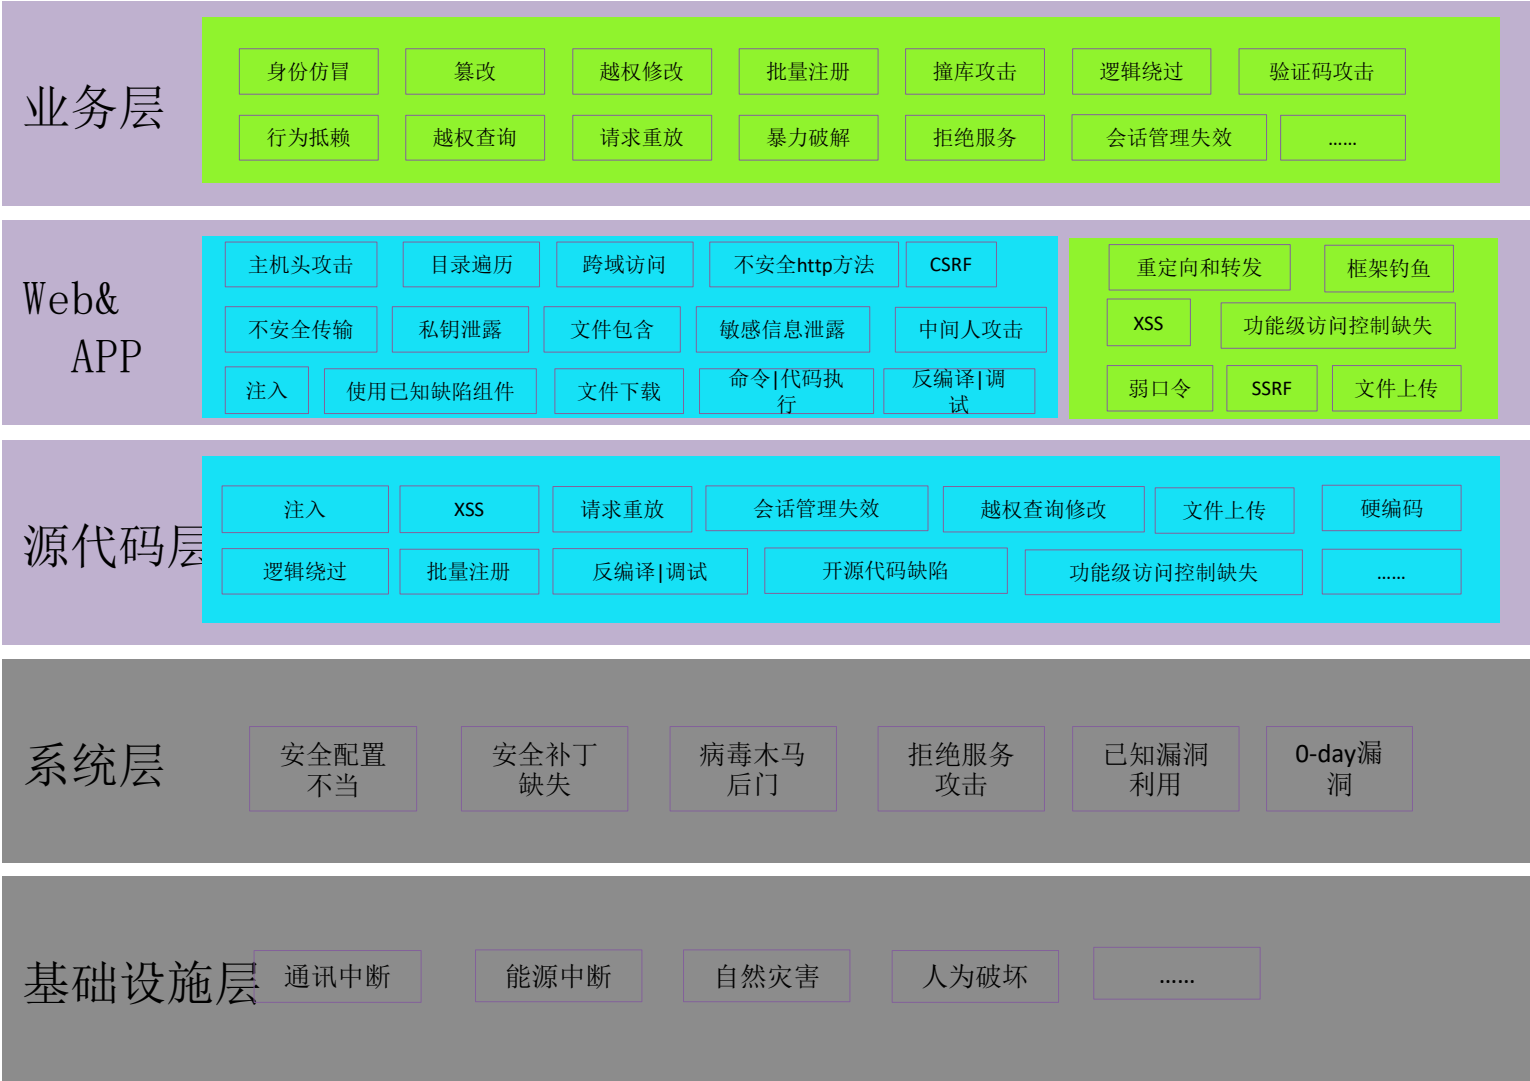 业务层
身份仿冒
篡改
越权修改
批量注册
撞库攻击
逻辑绕过
验证码攻击
行为抵赖
越权查询
请求重放
暴力破解
拒绝服务
会话管理失效
……
Web&
APP
主机头攻击
目录遍历
跨域访问
不安全http方法
CSRF
不安全传输
私钥泄露
文件包含
敏感信息泄露
中间人攻击
注入
使用已知缺陷组件
文件下载
命令|代码执
行
反编译|调
试
重定向和转发
框架钓鱼
XSS
功能级访问控制缺失
弱口令
SSRF
文件上传
源代码层
注入
XSS
请求重放
会话管理失效
越权查询修改
文件上传
硬编码
逻辑绕过
批量注册
反编译|调试
开源代码缺陷
功能级访问控制缺失
……
系统层
安全配置
不当
安全补丁
缺失
病毒木马
后门
拒绝服务
攻击
已知漏洞
利用
0-day漏
洞
基础设施层
通讯中断
能源中断
自然灾害
人为破坏
……